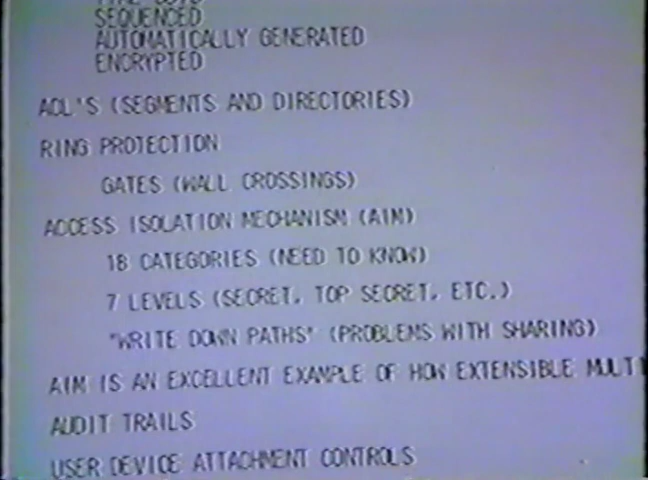 SEQUENCED
AUTOMATICALLY GENERATED
ENCRYPTED
ACL'S (SEGMENTS AND DIRECTORIES)
RING PROTECTION
GATES (WALL CROSSINGS)
ACCESS ISOLATION MECHANISM (AIM)
18 CATEGORIES (NEED TO KNOW)
7 LEVELS (SECRET, TOP SECRET, ETC.)
"WRITE DOWN PATHS" (PROBLEMS WITH SHARING)
AIM IS AN EXCELLENT EXAMPLE OF HOW EXTENSIBLE MULTI
AUDIT TRAILS
USER DEVICE ATTACHMENT CONTROLS